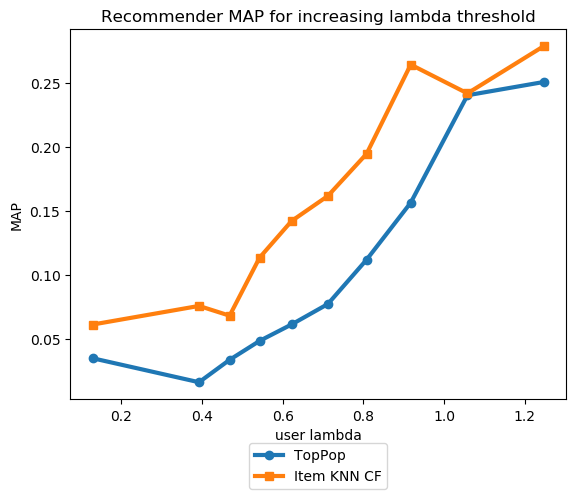 Recommender MAP for increasing lambda threshold
0.25
0.20
0.15
0.10
0.05
MAP
0.2 0.4 0.6 0.8 1.0 1.2
user lambda
TopPop
Item KNN CF